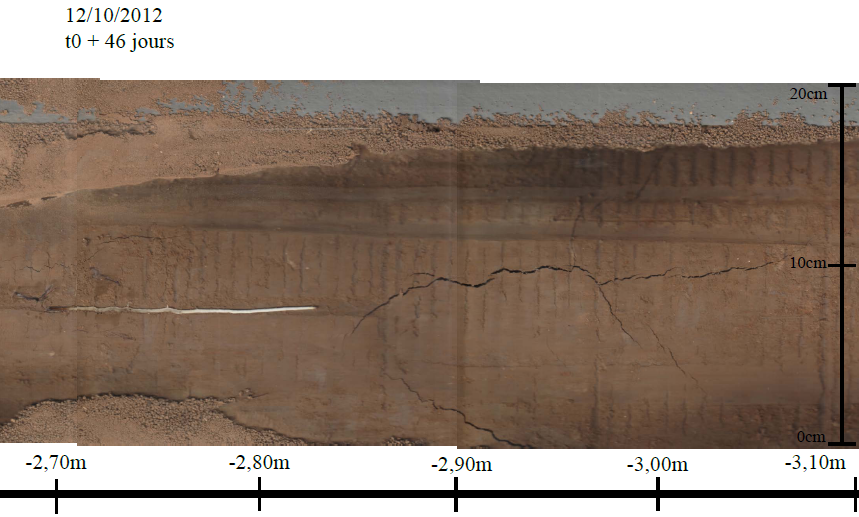 12/10/2012
t0 + 46 jours
20cm
10cm
0cm
-2,70m
-2,80m
-2,90m
-3,00m
-3,10m